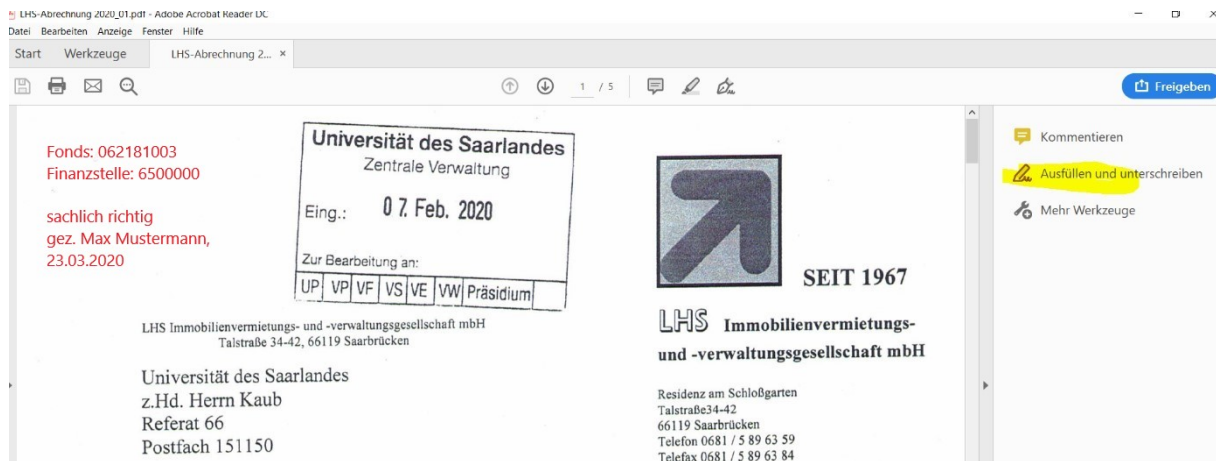 LHS-Abrechnung 2020_01.pdf - Adobe Acrobat Reader DC
Datei Bearbeiten Anzeige Fenster Hilfe
Start Werkzeuge LHS-Abrechnung 2... ×
1 / 5
Freigeben
Fonds: 062181003
Finanzstelle: 6500000
sachlich richtig
gez. Max Mustermann,
23.03.2020
Universität des Saarlandes
Zentrale Verwaltung
Eing.: 07. Feb. 2020
Zur Bearbeitung an:
UP VP VF VS VE VW Präsidium
SEIT 1967
LHS Immobilienvermietungs-
und -verwaltungsgesellschaft mbH
LHS Immobilienvermietungs- und -verwaltungsgesellschaft mbH
Talstraße 34-42, 66119 Saarbrücken
Universität des Saarlandes
z.Hd. Herrn Kaub
Referat 66
Postfach 151150
Residenz am Schloßgarten
Talstraße34-42
66119 Saarbrücken
Telefon 0681 / 5 89 63 59
Telefax 0681 / 5 89 63 84
Kommentieren
Ausfüllen und unterschreiben
Mehr Werkzeuge